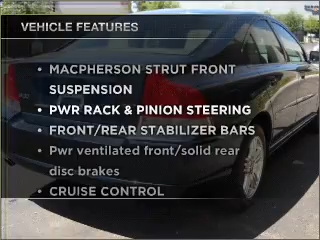 VEHICLE FEATURES
• MACPHERSON STRUT FRONT
SUSPENSION
• PWR RACK & PINION STEERING
• FRONT/REAR STABILIZER BARS
• Pwr ventilated front/solid rear
disc brakes
• CRUISE CONTROL